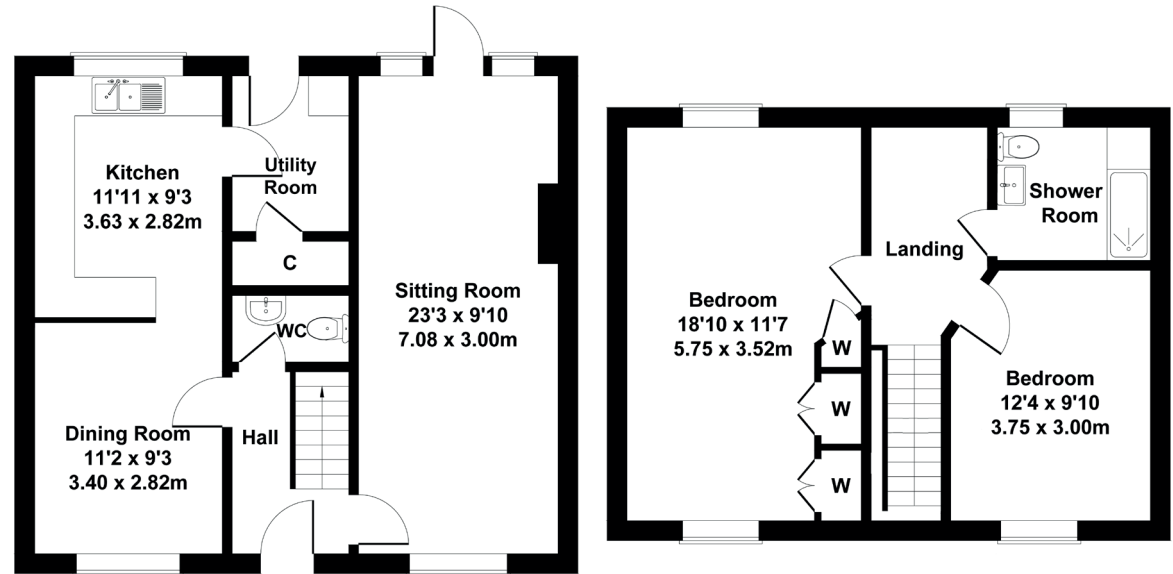 Kitchen
11'11 x 9'3
3.63 x 2.82m
Utility
Room
C
WC
Sitting Room
23'3 x 9'10
7.08 x 3.00m
Dining Room
11'2 x 9'3
3.40 x 2.82m
Hall
Bedroom
18'10 x 11'7
5.75 x 3.52m
W
W
W
Landing
Shower
Room
Bedroom
12'4 x 9'10
3.75 x 3.00m